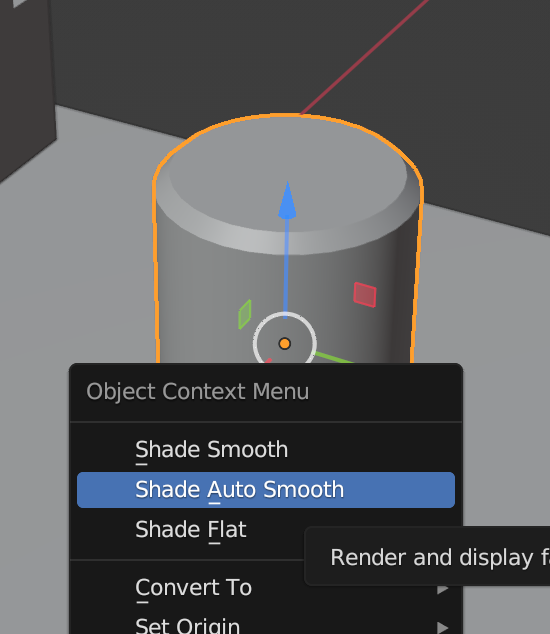 Object Context Menu
Shade Smooth
Shade Auto Smooth
Shade Flat
Render and display
Convert To
Set Origin